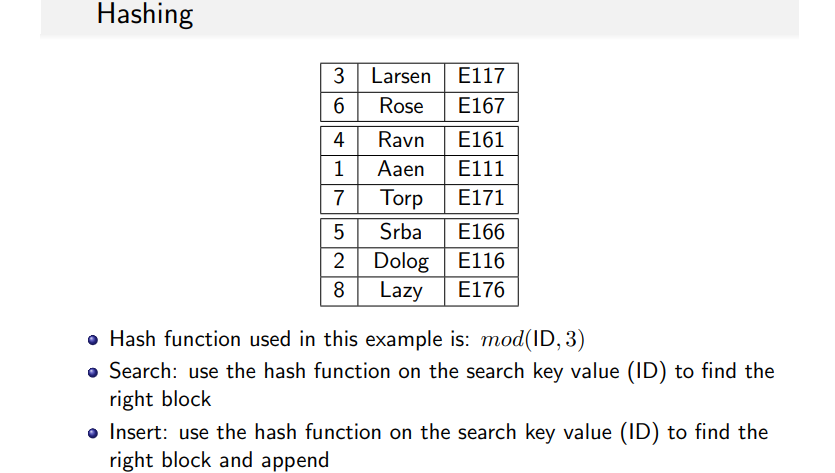 Hashing
3 Larsen E117
6 Rose E167
4 Ravn E161
1 Aaen E111
7 Torp E171
5 Srba E166
2 Dolog E116
8 Lazy E176
Hash function used in this example is: mod(ID, 3)
Search: use the hash function on the search key value (ID) to find the
right block
Insert: use the hash function on the search key value (ID) to find the
right block and append